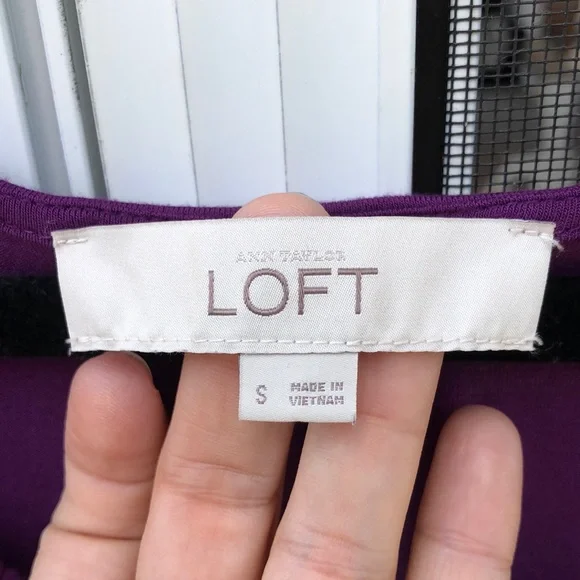 ANN TAYLOR
LOFT
S
MADE IN
VIETNAM